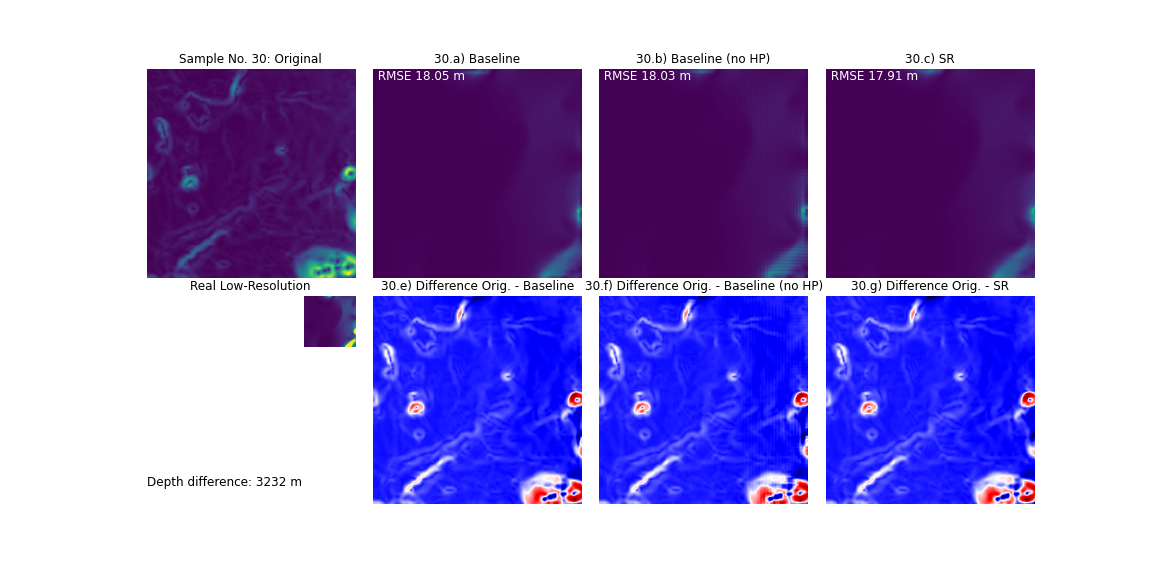 Sample No. 30: Original
30.a) Baseline
30.b) Baseline (no HP)
30.c) SR
RMSE 18.05 m
RMSE 18.03 m
RMSE 17.91 m
Real Low-Resolution
30.e) Difference Orig. - Baseline
30.f) Difference Orig. - Baseline (no HP)
30.g) Difference Orig. - SR
Depth difference: 3232 m